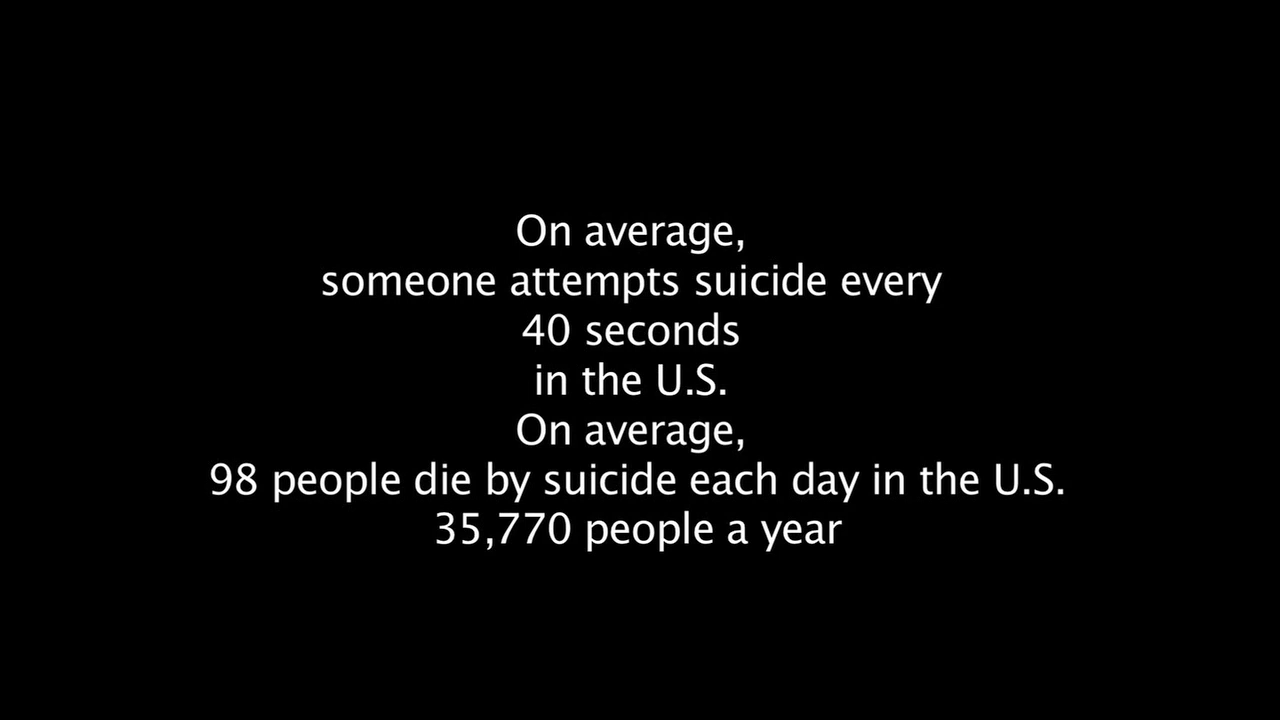 On average,
someone attempts suicide every
40 seconds
in the U.S.
On average,
98 people die by suicide each day in the U.S.
35,770 people a year